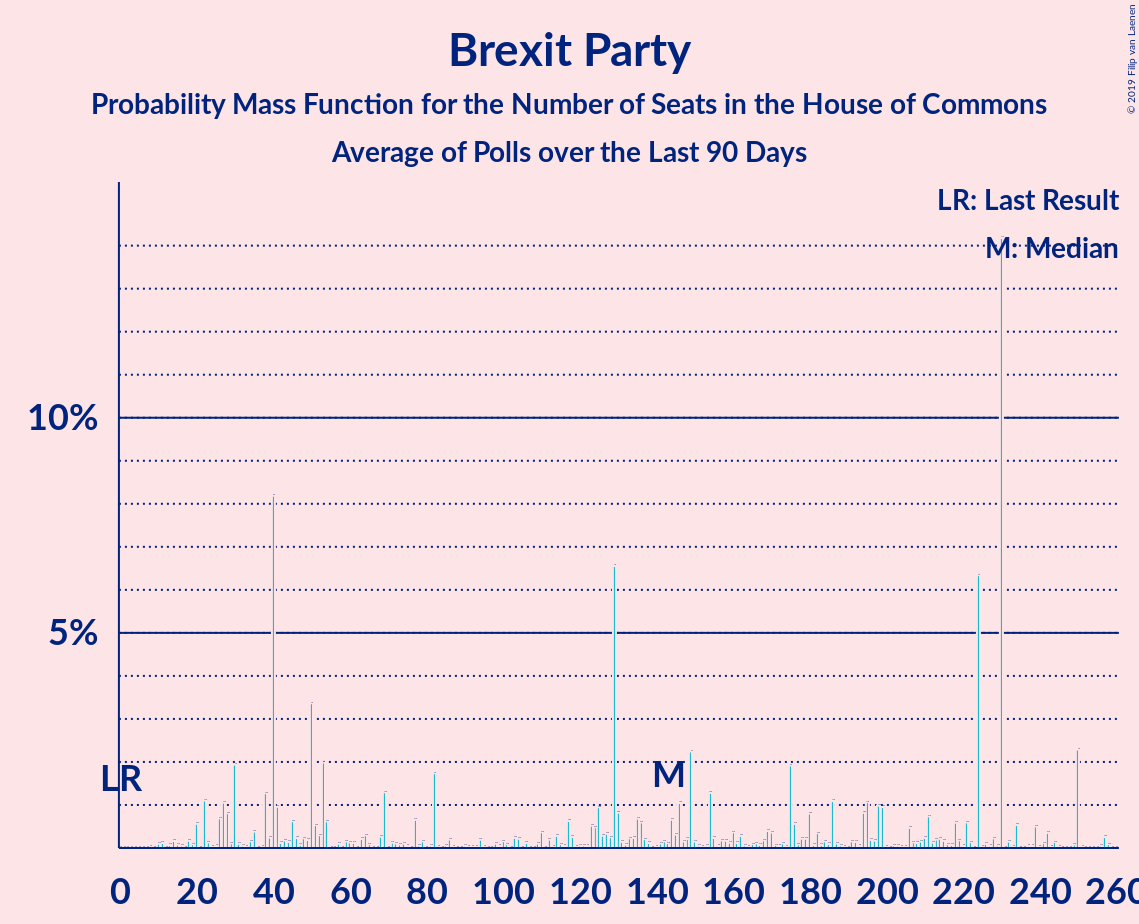 Brexit Party
Probability Mass Function for the Number of Seats in the House of Commons
Average of Polls over the Last 90 Days
© 2019 Filip van Laenen
LR: Last Result
M: Median
10%
5%
LR
M
0 20 40 60 80 100 120 140 160 180 200 220 240 260